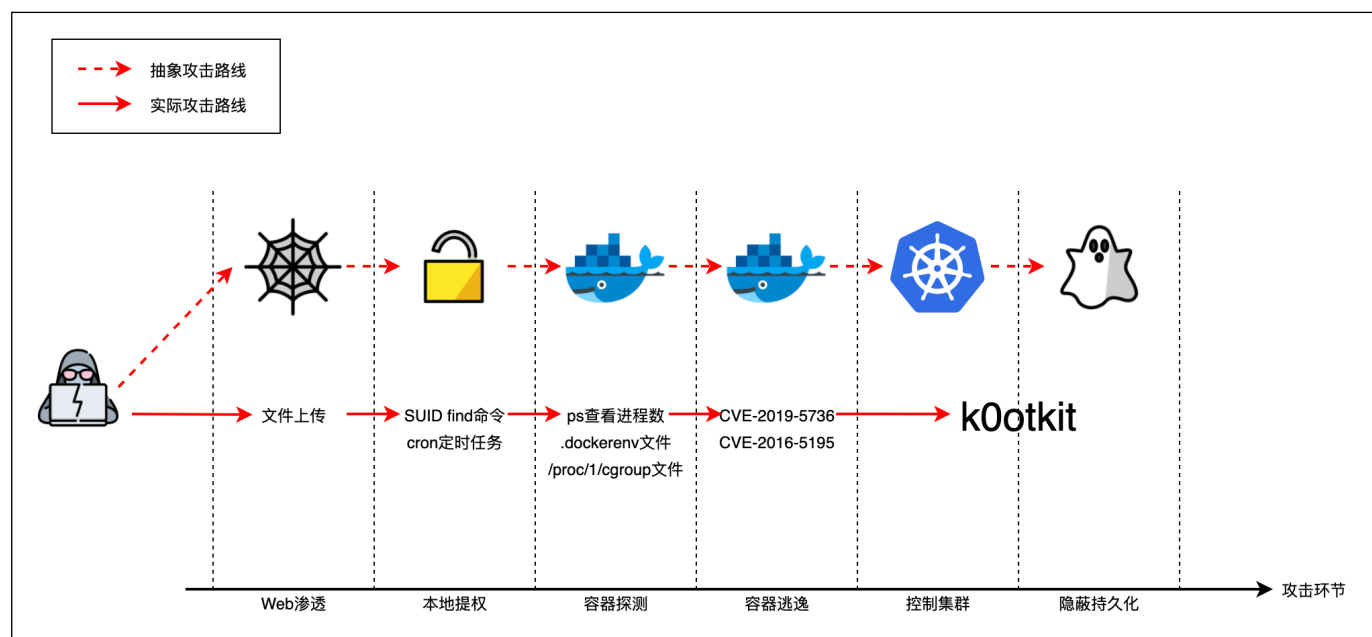 抽象攻击路线
实际攻击路线
文件上传
SUID find命令
cron定时任务
ps查看进程数
.dockerenv文件
/proc/1/cgroup文件
CVE-2019-5736
CVE-2016-5195
k0otkit
Web渗透
本地提权
容器探测
容器逃逸
控制集群
隐蔽持久化
攻击环节